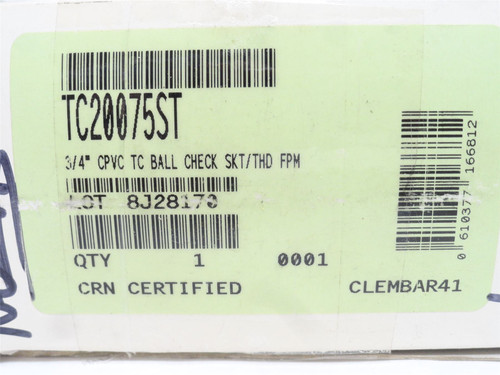 TC20075ST
3/4" CPVC TC BALL CHECK SKT/THD FPM
LOT 8J28170
QTY 1 0001
CRN CERTIFIED CLEMBAR41
0 610377 166812